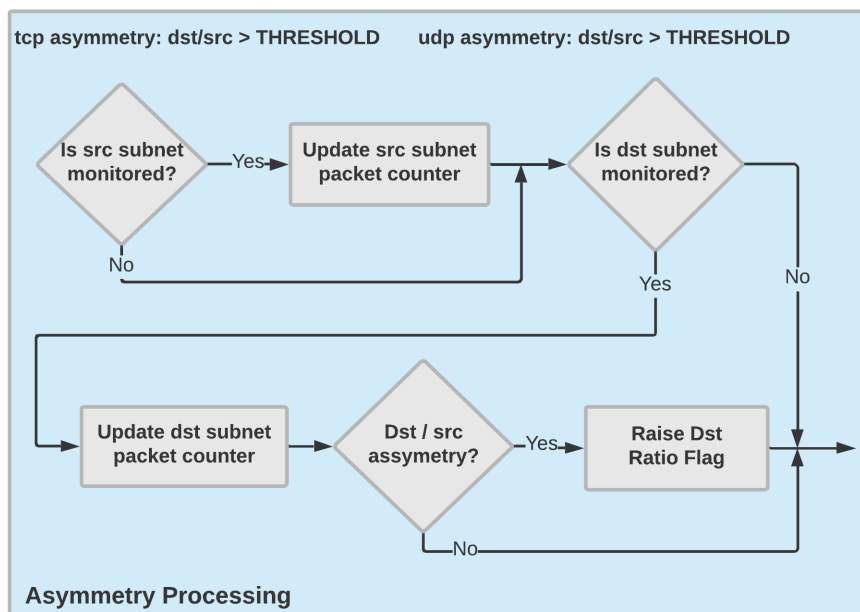 tcp asymmetry: dst/src > THRESHOLD
udp asymmetry: dst/src > THRESHOLD
Is src subnet
monitored?
Yes
Update src subnet
packet counter
Is dst subnet
monitored?
No
Yes
No
Update dst subnet
packet counter
Dst / src
assymetry?
Yes
Raise Dst
Ratio Flag
No
Asymmetry Processing